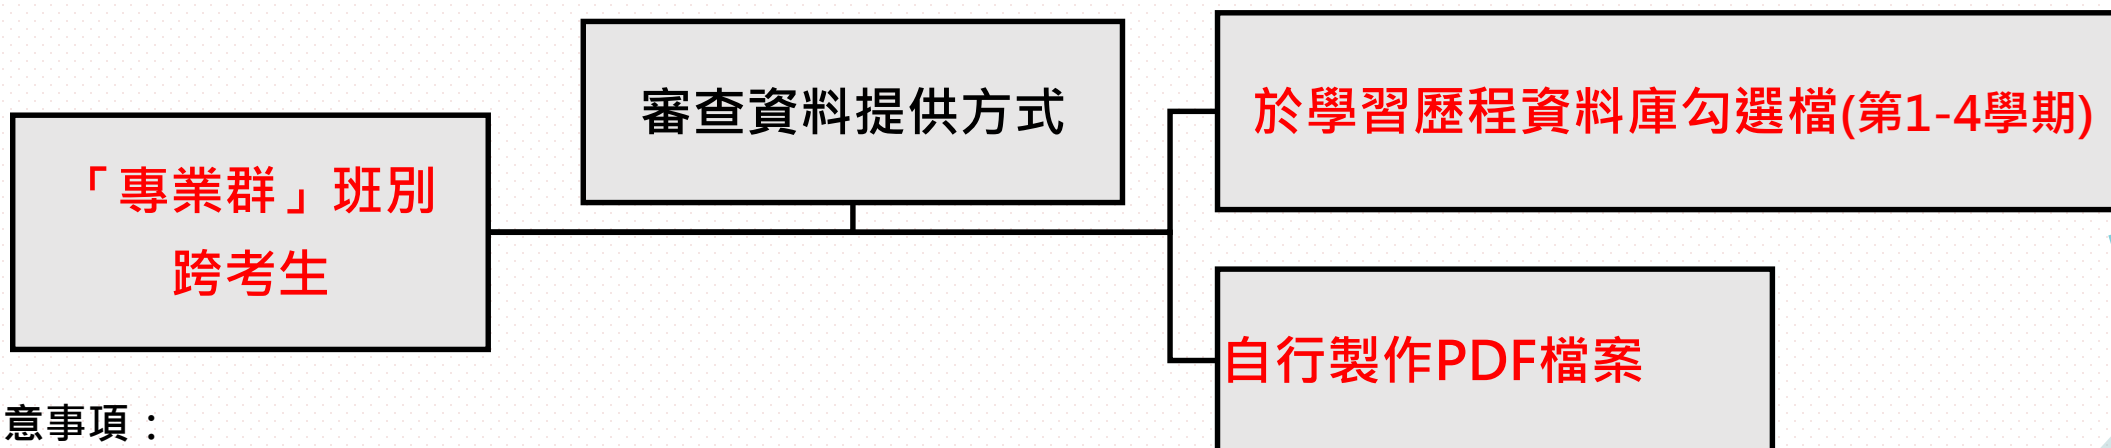 審查資料提供方式
「專業群」班別
跨考生
於學習歷程資料庫勾選檔(第1-4學期)
自行製作PDF檔案
意事項：